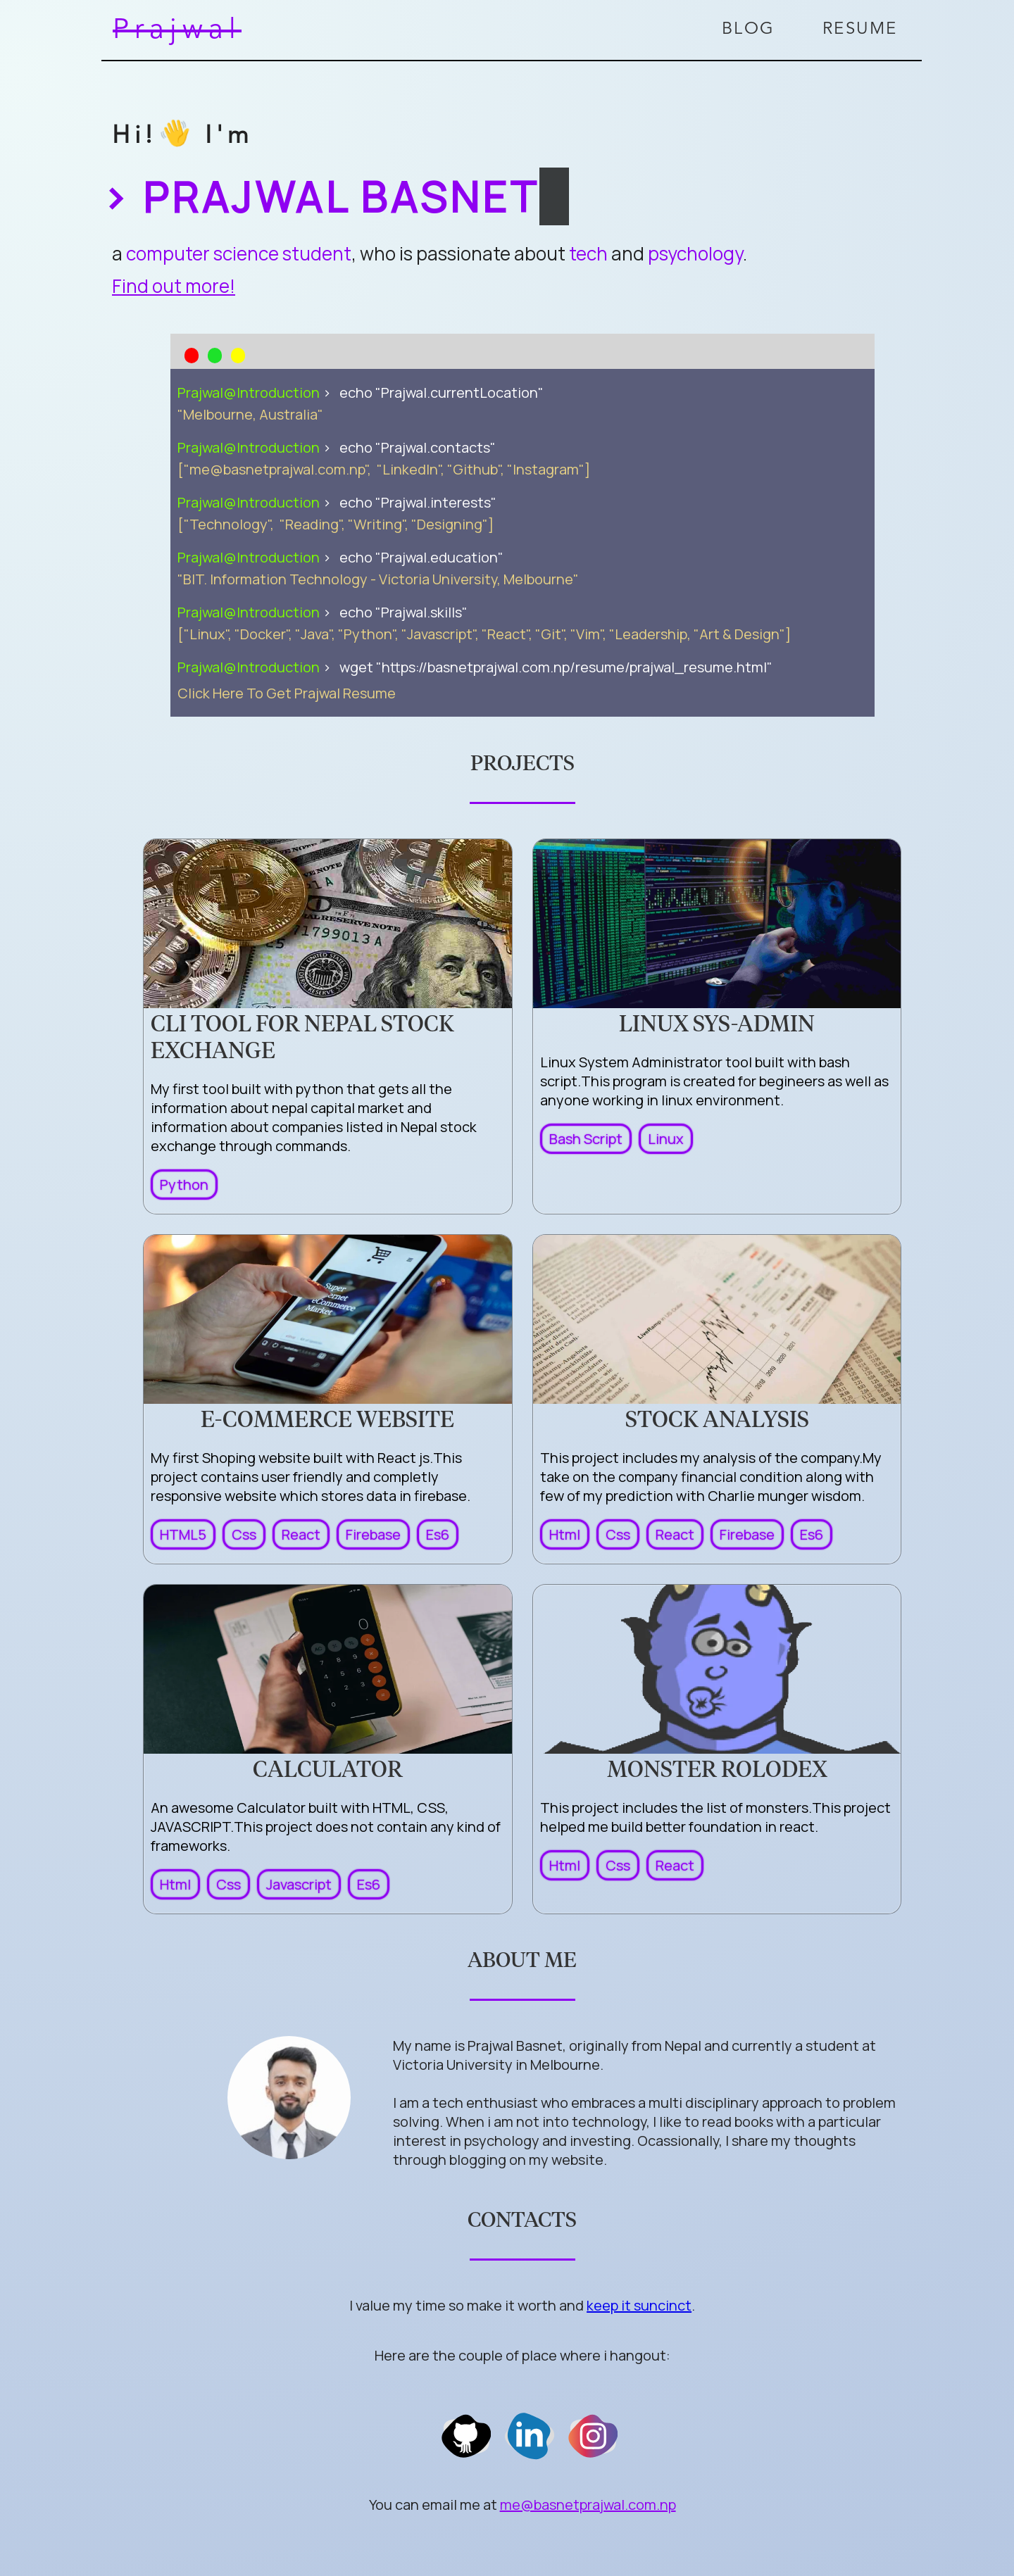 Prajwal
BLOG
RESUME
Hi!👋 I'm
> PRAJWAL BASNET
a computer science student, who is passionate about tech and psychology.
Find out more!
Prajwal@Introduction > echo "Prajwal.currentLocation"
"Melbourne, Australia"
Prajwal@Introduction > echo "Prajwal.contacts"
["me@basnetprajwal.com.np", "LinkedIn", "Github", "Instagram"]
Prajwal@Introduction > echo "Prajwal.interests"
["Technology", "Reading", "Writing", "Designing"]
Prajwal@Introduction > echo "Prajwal.education"
"BIT. Information Technology - Victoria University, Melbourne"
Prajwal@Introduction > echo "Prajwal.skills"
["Linux", "Docker", "Java", "Python", "Javascript", "React", "Git", "Vim", "Leadership, "Art & Design"]
Prajwal@Introduction > wget "https://basnetprajwal.com.np/resume/prajwal_resume.html"
Click Here To Get Prajwal Resume
PROJECTS
71799013A
CLI TOOL FOR NEPAL STOCK
EXCHANGE
My first tool built with python that gets all the
information about nepal capital market and
information about companies listed in Nepal stock
exchange through commands.
Python
LINUX SYS-ADMIN
Linux System Administrator tool built with bash
script.This program is created for begineers as well as
anyone working in linux environment.
Bash Script
Linux
Super
eCommerce
Market
E-COMMERCE WEBSITE
My first Shoping website built with React js.This
project contains user friendly and completly
responsive website which stores data in firebase.
HTML5
Css
React
Firebase
Es6
LiveRamp
2017 2018 2019 2020 2021
STOCK ANALYSIS
This project includes my analysis of the company.My
take on the company financial condition along with
few of my prediction with Charlie munger wisdom.
Html
Css
React
Firebase
Es6
CALCULATOR
An awesome Calculator built with HTML, CSS,
JAVASCRIPT.This project does not contain any kind of
frameworks.
Html
Css
Javascript
Es6
MONSTER ROLODEX
This project includes the list of monsters.This project
helped me build better foundation in react.
Html
Css
React
ABOUT ME
My name is Prajwal Basnet, originally from Nepal and currently a student at
Victoria University in Melbourne.
I am a tech enthusiast who embraces a multi disciplinary approach to problem
solving. When i am not into technology, I like to read books with a particular
interest in psychology and investing. Ocassionally, I share my thoughts
through blogging on my website.
CONTACTS
I value my time so make it worth and keep it suncinct.
Here are the couple of place where i hangout:
in
You can email me at me@basnetprajwal.com.np